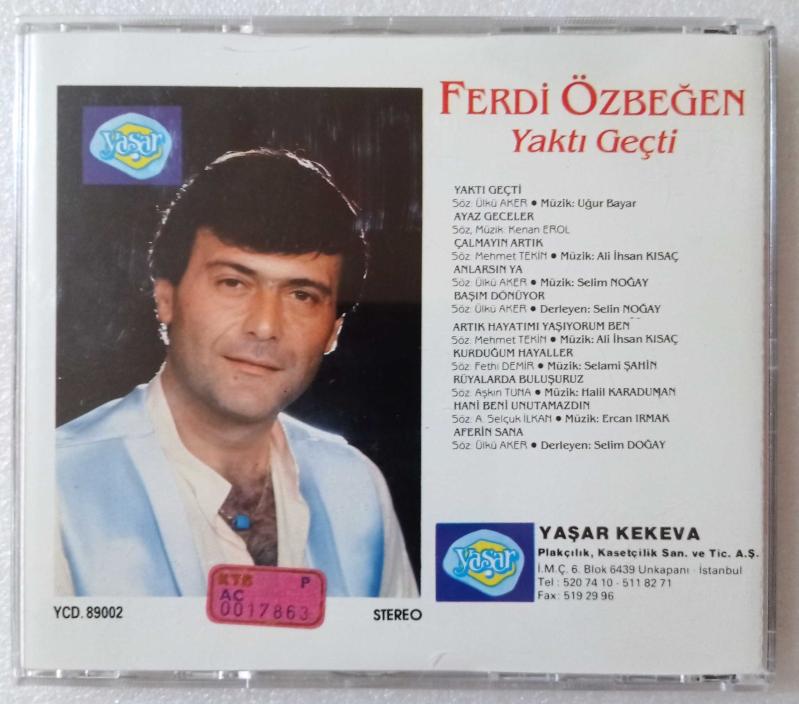 FERDİ ÖZBEĞEN
Yaktı Geçti
yaşar
YAKTI GEÇTİ
Söz: Ülkü AKER ● Müzik: Uğur Bayar
AYAZ GECELER
Söz, Müzik: Kenan EROL
ÇALMAYIN ARTIK
Söz: Mehmet TEKİN ● Müzik: Ali İhsan KISAÇ
ANLARSIN YA
Söz: Ülkü AKER ● Müzik: Selim NOĞAY
BAŞIM DÖNÜYOR
Söz: Ülkü AKER ● Derleyen: Selin NOĞAY
ARTIK HAYATIMI YAŞIYORUM BEN
Söz: Mehmet TEKİN ● Müzik: Ali İhsan KISAÇ
KURDUĞUM HAYALLER
Söz: Fethi DEMİR ● Müzik: Selami ŞAHİN
RÜYALARDA BULUŞURUZ
Söz: Aşkın TUNA ● Müzik: Halil KARADUMAN
HANİ BENİ UNUTAMAZDIN
Söz: A. Selçuk İLKAN ● Müzik: Ercan IRMAK
AFERİN SANA
Söz: Ülkü AKER ● Derleyen: Selim DOĞAY
yaşar
YAŞAR KEKEVA
Plakçılık, Kasetçilik San. ve Tic. A.Ş.
İ.M.Ç. 6. Blok 6439 Unkapanı - İstanbul
Tel : 520 74 10 - 511 82 71
Fax: 519 29 96
KTB P
AC
0017863
YCD. 89002
STEREO